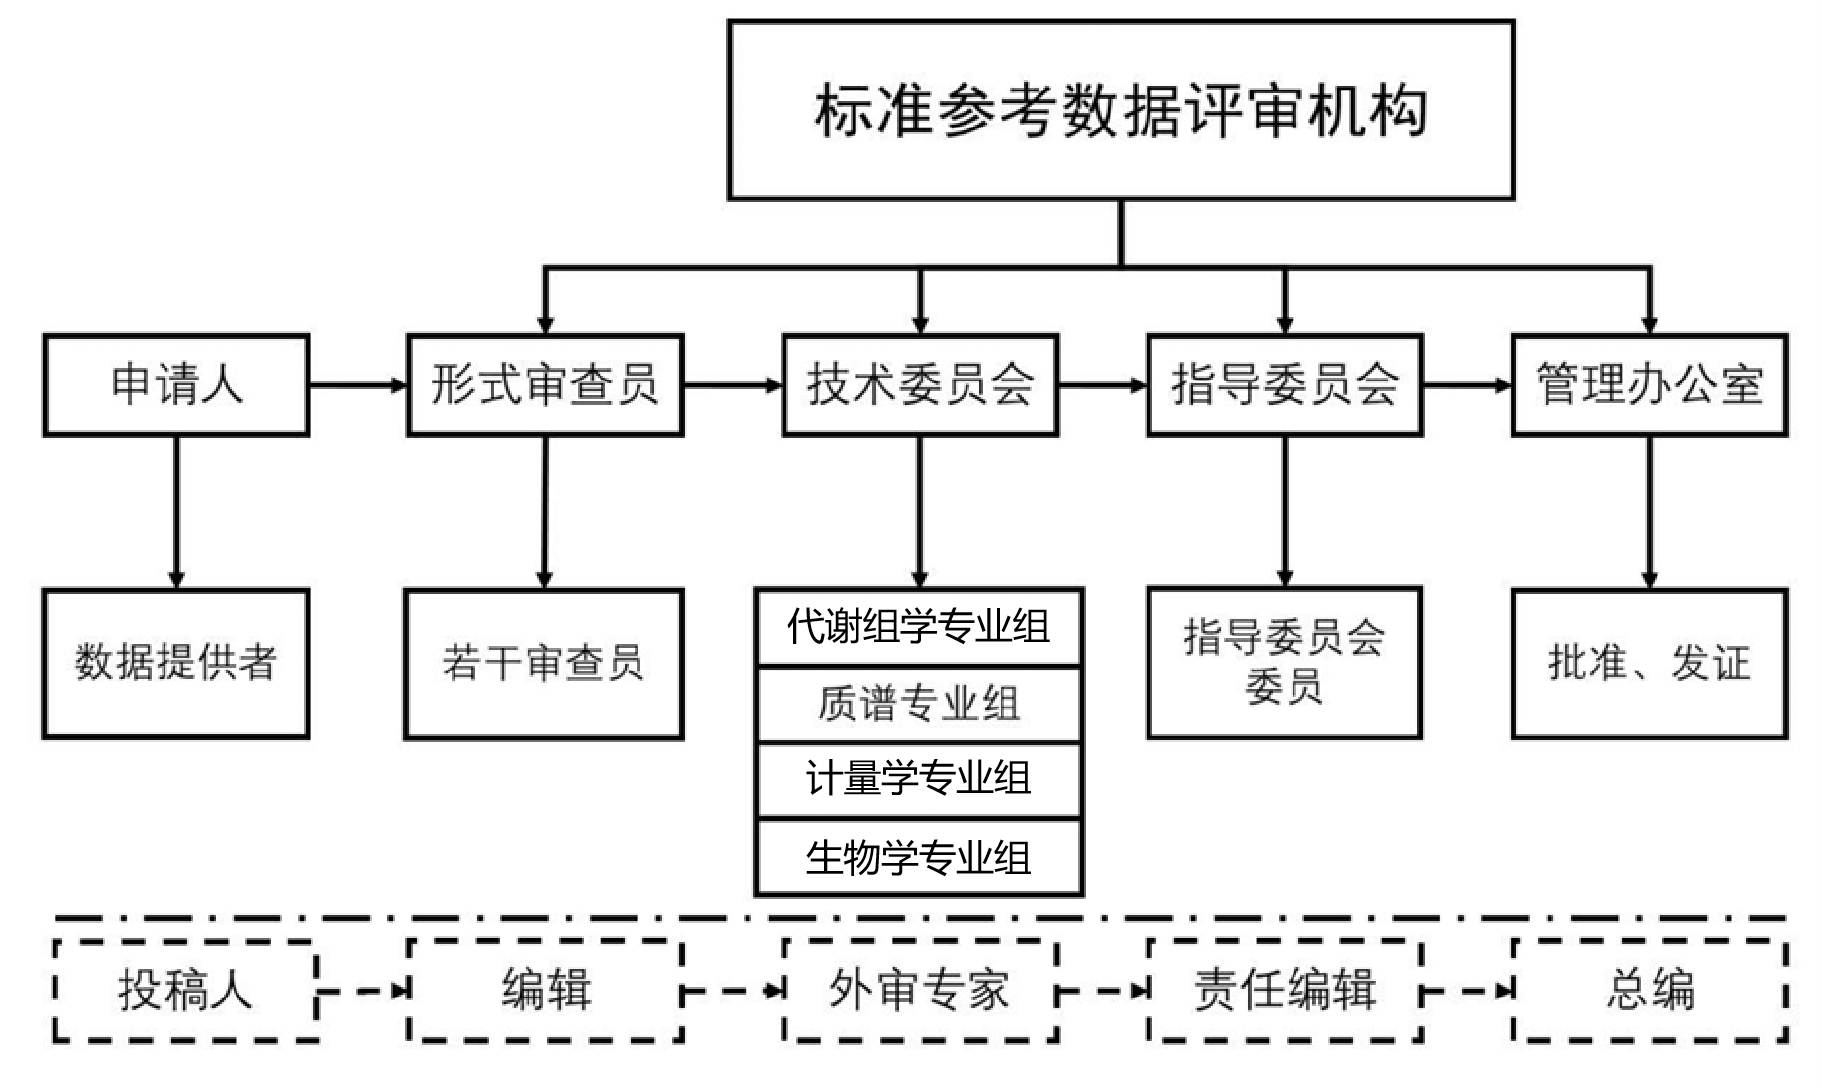 标准参考数据评审机构
申请人
形式审查员
技术委员会
指导委员会
管理办公室
数据提供者
若干审查员
代谢组学专业组
质谱专业组
计量学专业组
生物学专业组
指导委员会
委员
批准、发证
投稿人
编辑
外审专家
责任编辑
总编